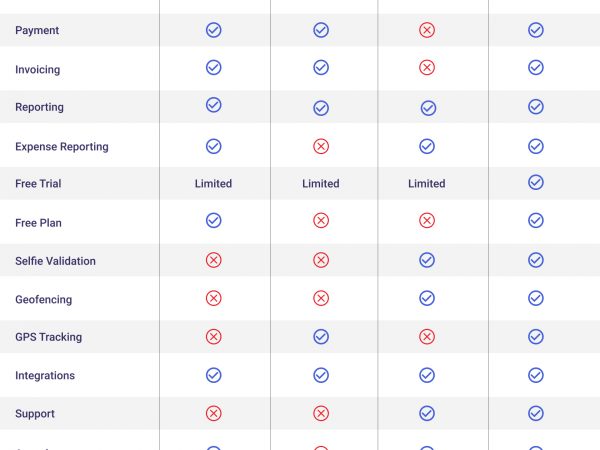 Payment
Invoicing
Reporting
Expense Reporting
Free Trial Limited Limited Limited
Free Plan
Selfie Validation
Geofencing
GPS Tracking
Integrations
Support